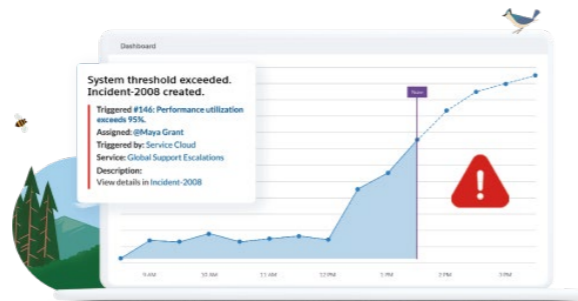 Dashboard
System threshold exceeded.
Incident-2008 created.
Triggered #146: Performance utilization
exceeds 95%.
Assigned: @Maya Grant
Triggered by: Service Cloud
Service: Global Support Escalations
Description:
View details in Incident-2008
!
9 AM 10 AM 11 AM 12 PM 1 PM 2 PM 3 PM